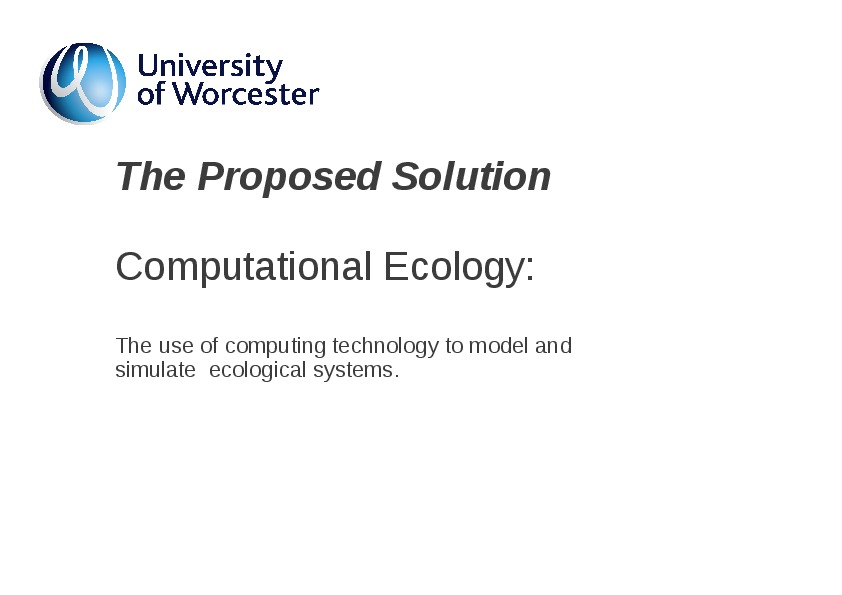 University
of Worcester
The Proposed Solution
Computational Ecology:
The use of computing technology to model and
simulate  ecological systems.